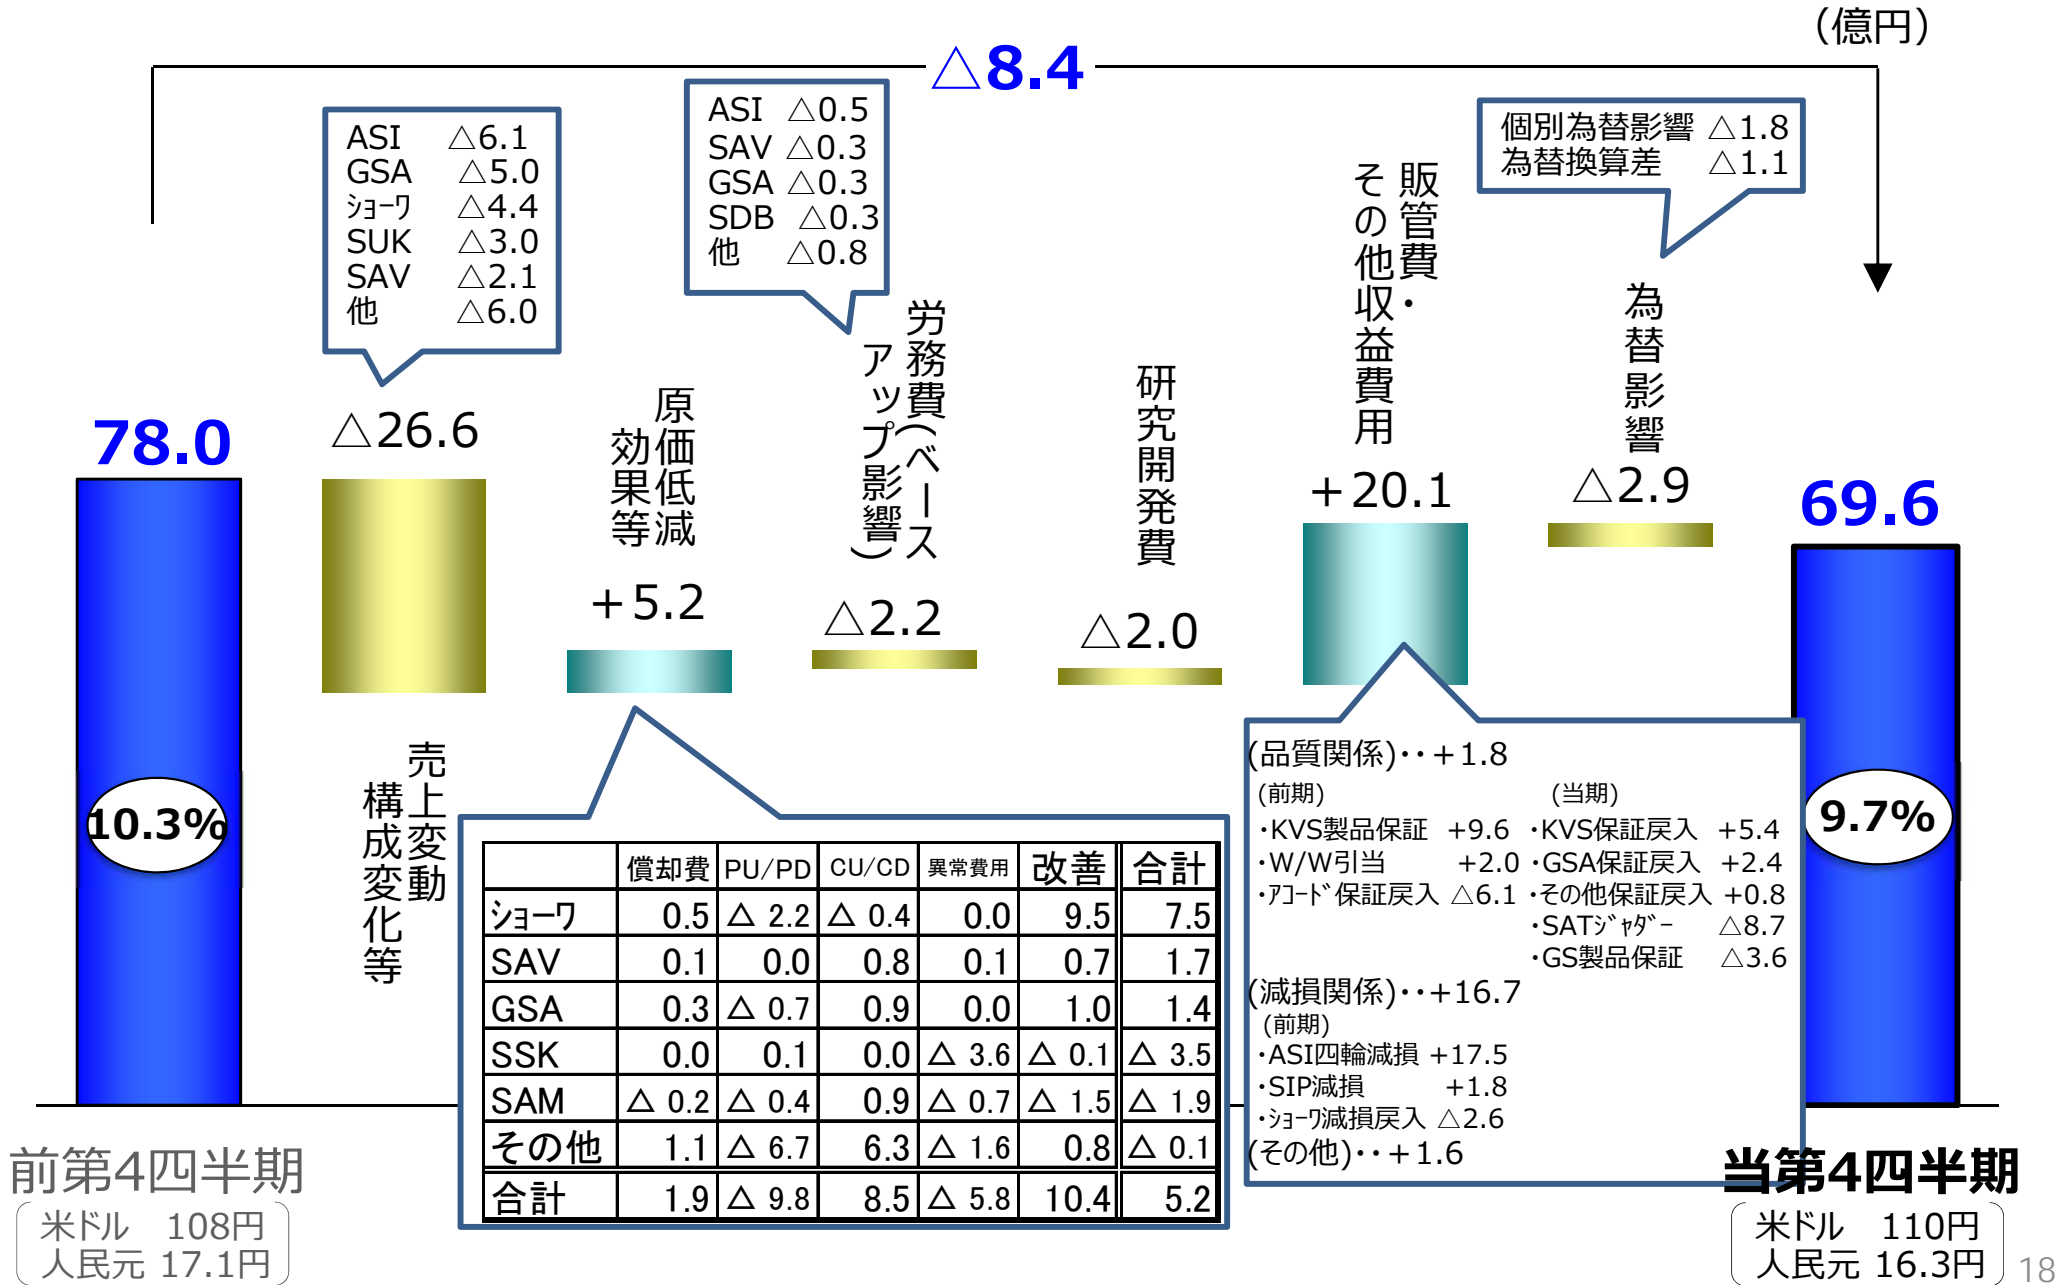 (億円)
△8.4
ASI △6.1
GSA △5.0
ｼｮｰﾜ △4.4
SUK △3.0
SAV △2.1
他 △6.0
ASI △0.5
SAV △0.3
GSA △0.3
SDB △0.3
他 △0.8
個別為替影響 △1.8
為替換算差 △1.1
78.0
10.3%
△26.6
売上変動
構成変化等
原価低減
効果等
+5.2
労務費(ベース
アップ影響)
△2.2
研究開発費
△2.0
販管費・
その他収益費用
+20.1
為替影響
△2.9
69.6
9.7%
償却費 PU/PD CU/CD 異常費用 改善 合計
ｼｮｰﾜ 0.5 △ 2.2 △ 0.4 0.0 9.5 7.5
SAV 0.1 0.0 0.8 0.1 0.7 1.7
GSA 0.3 △ 0.7 0.9 0.0 1.0 1.4
SSK 0.0 0.1 0.0 △ 3.6 △ 0.1 △ 3.5
SAM △ 0.2 △ 0.4 0.9 △ 0.7 △ 1.5 △ 1.9
その他 1.1 △ 6.7 6.3 △ 1.6 0.8 △ 0.1
合計 1.9 △ 9.8 8.5 △ 5.8 10.4 5.2
(品質関係)・・+1.8
(前期) (当期)
・KVS製品保証 +9.6 ・KVS保証戻入 +5.4
・W/W引当 +2.0 ・GSA保証戻入 +2.4
・ｱｺｰﾄﾞ保証戻入 △6.1 ・その他保証戻入 +0.8
・SATｼﾞｬﾀﾞｰ △8.7
・GS製品保証 △3.6
(減損関係)・・+16.7
(前期)
・ASI四輪減損 +17.5
・SIP減損 +1.8
・ｼｮｰﾜ減損戻入 △2.6
(その他)・・+1.6
前第4四半期
米ドル 108円
人民元 17.1円
当第4四半期
米ドル 110円
人民元 16.3円
18